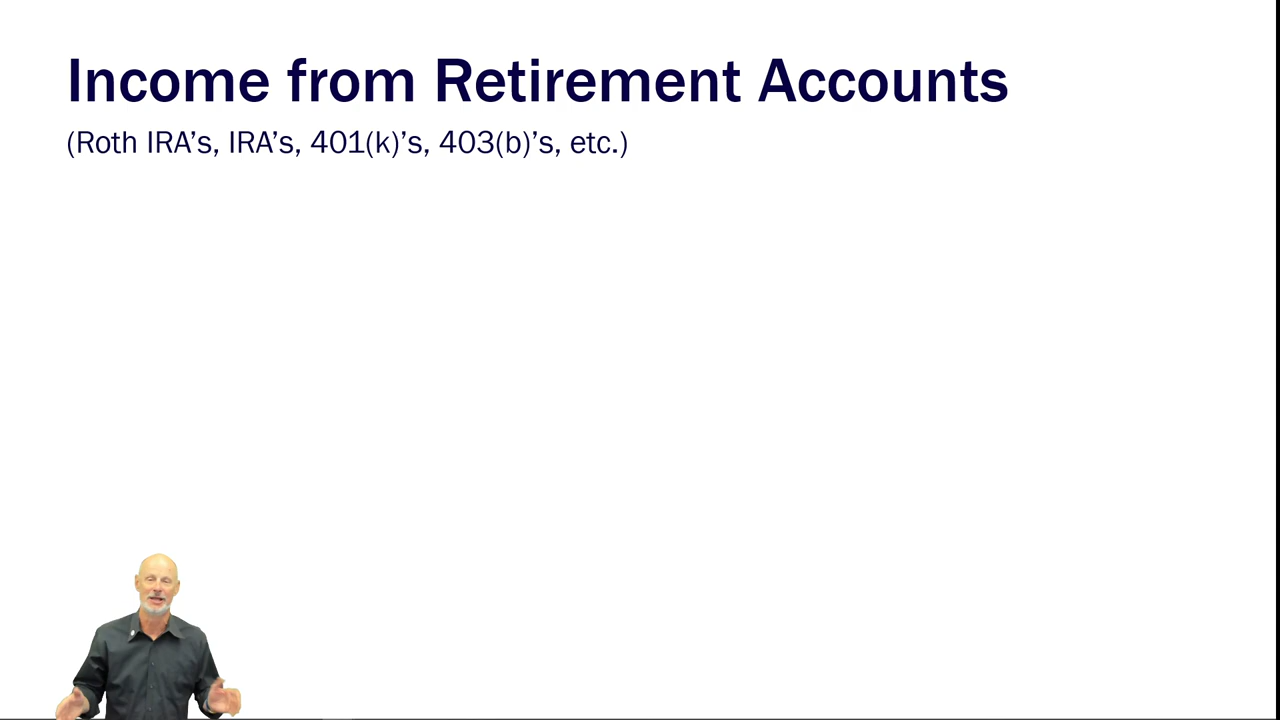 Income from Retirement Accounts
(Roth IRA’s, IRA’s, 401(k)’s, 403(b)’s, etc.)